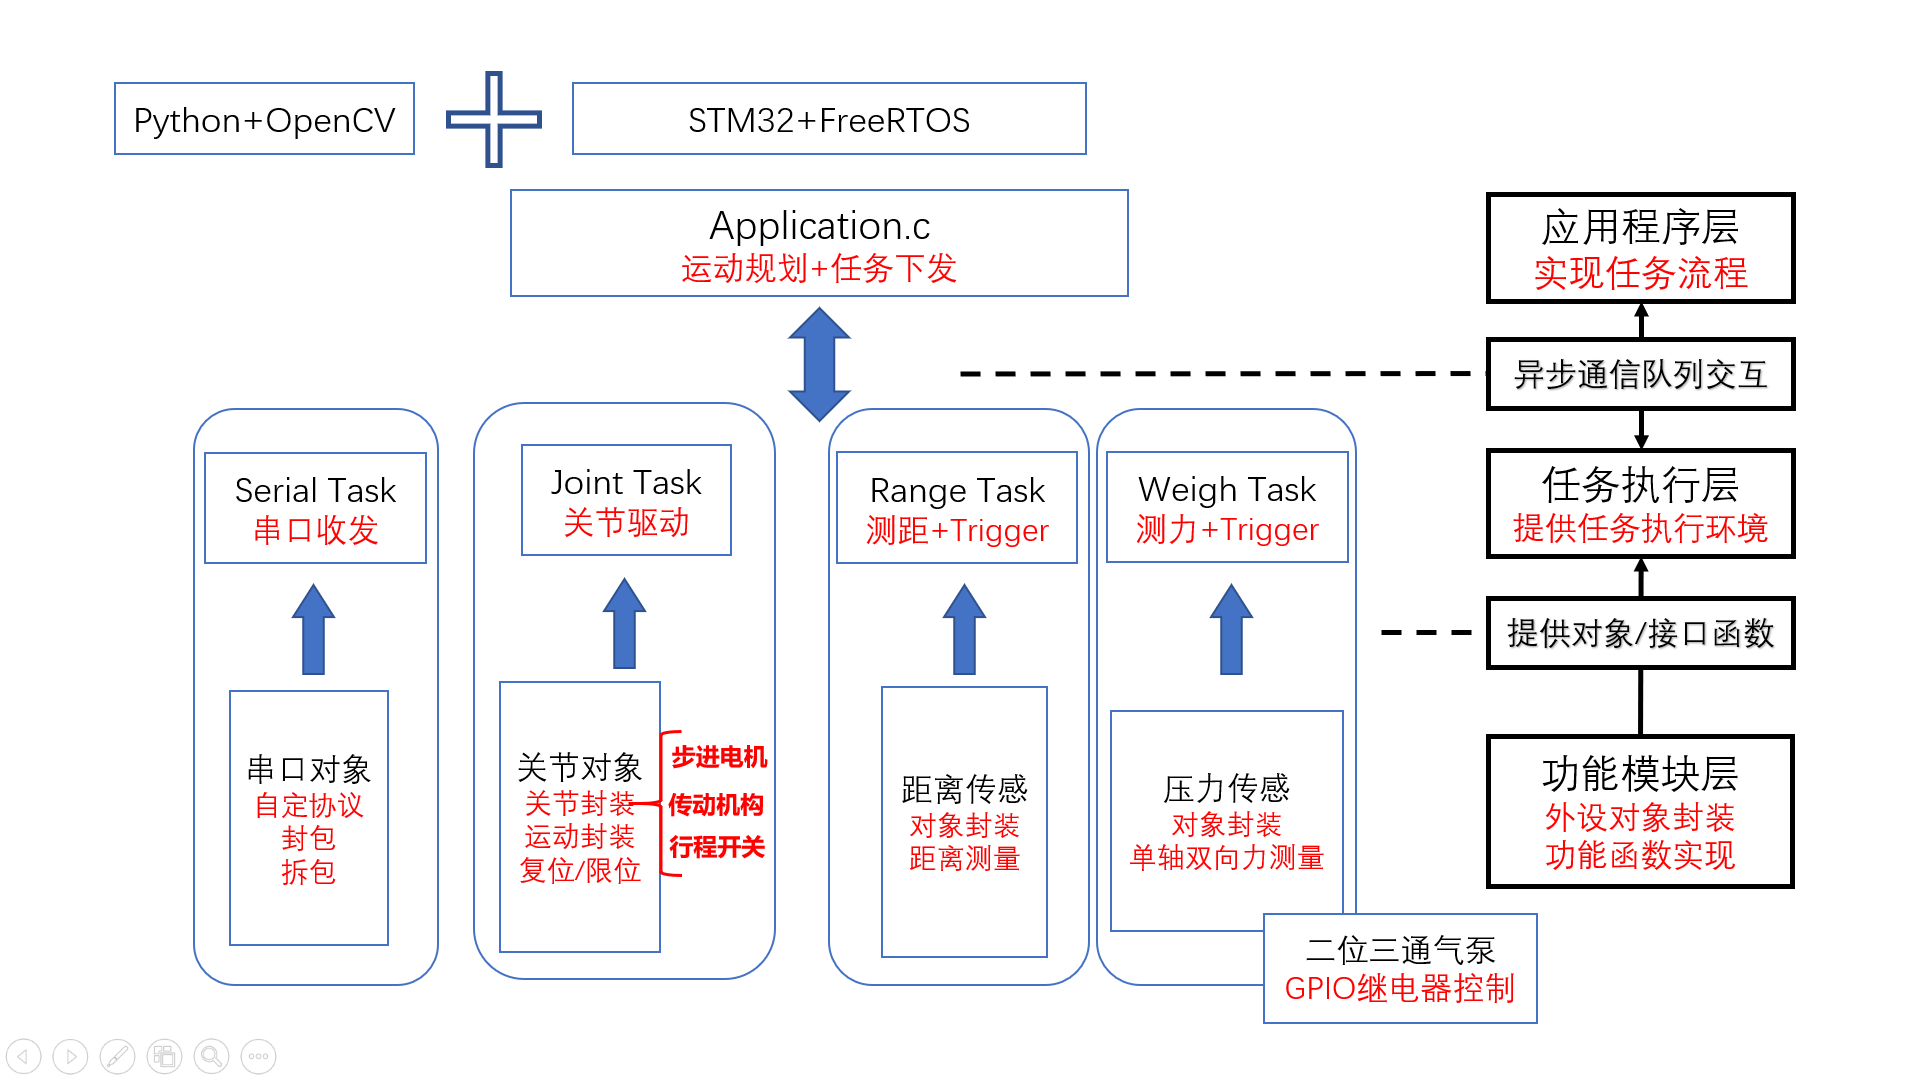 Python+OpenCV
STM32+FreeRTOS
Application.c
运动规划+任务下发
Serial Task
串口收发
Joint Task
关节驱动
Range Task
测距+Trigger
Weigh Task
测力+Trigger
串口对象
自定协议
封包
拆包
关节对象
关节封装
运动封装
复位/限位
步进电机
传动机构
行程开关
距离传感
对象封装
距离测量
压力传感
对象封装
单轴双向力测量
二位三通气泵
GPIO继电器控制
应用程序层
实现任务流程
异步通信队列交互
任务执行层
提供任务执行环境
提供对象/接口函数
功能模块层
外设对象封装
功能函数实现